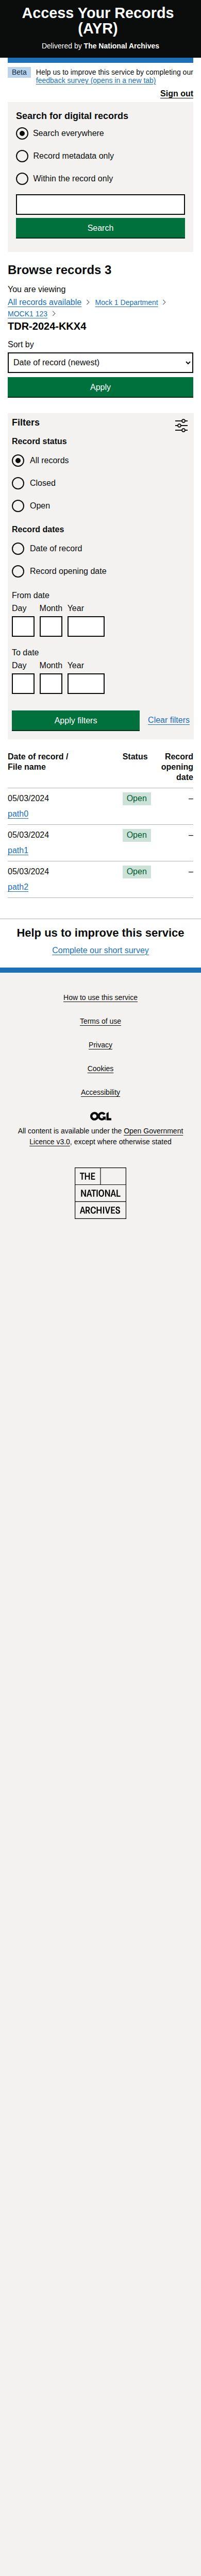 Access Your Records
(AYR)
Delivered by The National Archives
Beta
Help us to improve this service by completing our
feedback survey (opens in a new tab)
Sign out
Search for digital records
Search everywhere
Record metadata only
Within the record only
Search
Browse records 3
You are viewing
All records available
Mock 1 Department
MOCK1 123
TDR-2024-KKX4
Sort by
Date of record (newest)
Apply
Filters
Record status
All records
Closed
Open
Record dates
Date of record
Record opening date
From date
Day Month Year
To date
Day Month Year
Apply filters Clear filters
Date of record / Status Record
File name opening
date
05/03/2024 Open –
path0
05/03/2024 Open –
path1
05/03/2024 Open –
path2
Help us to improve this service
Complete our short survey
How to use this service
Terms of use
Privacy
Cookies
Accessibility
OGL
All content is available under the Open Government
Licence v3.0, except where otherwise stated
THE
NATIONAL
ARCHIVES